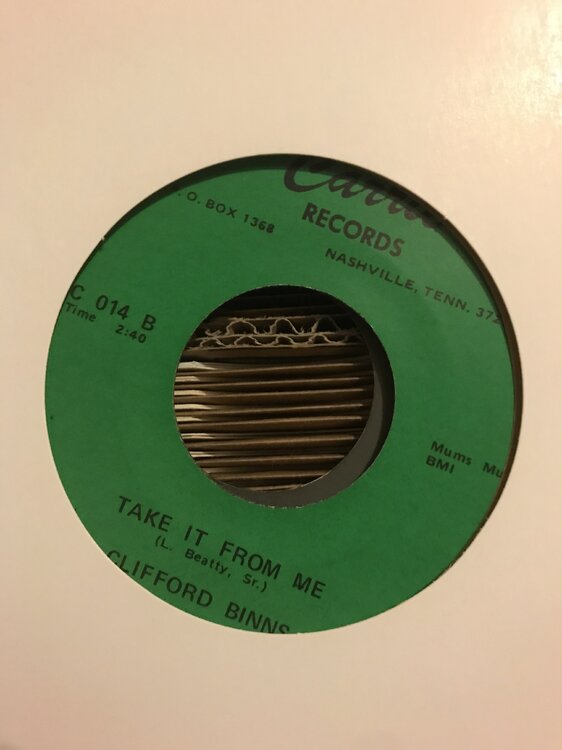 RECORDS
. O. BOX 1368
NASHVILLE, TENN. 372
C 014 B
Time 2:40
Mums Mu
BMI
TAKE IT FROM ME
(L. Beatty, Sr.)
CLIFFORD BINNS